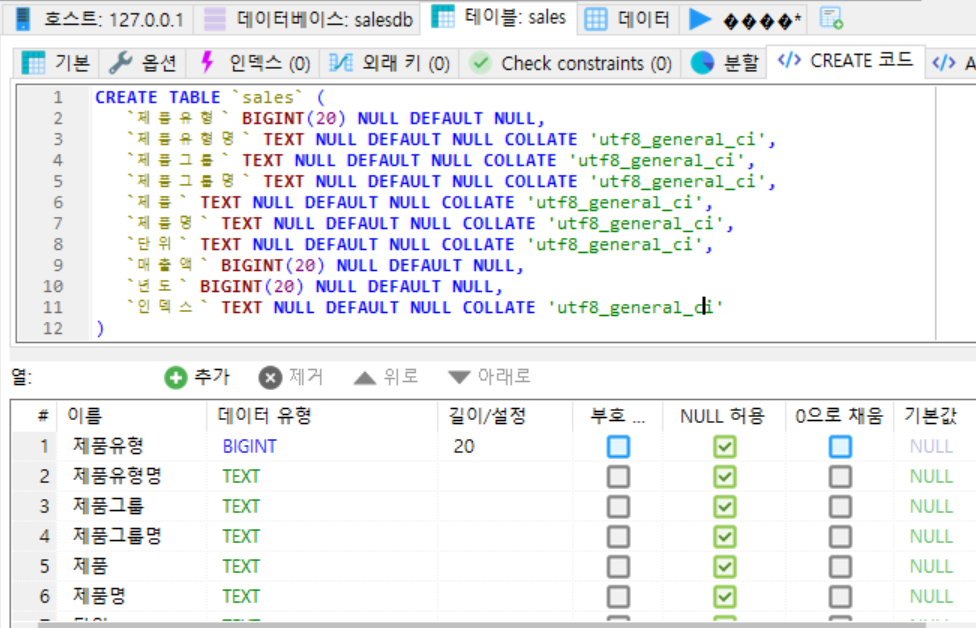 호스트: 127.0.0.1 데이터베이스: salesdb 테이블: sales 데이터 ����*
기본 옵션 인덱스 (0) 외래 키 (0) Check constraints (0) 분할 </> CREATE 코드 </> A
1 CREATE TABLE `sales` (
2 `제품유형` BIGINT(20) NULL DEFAULT NULL,
3 `제품유형명` TEXT NULL DEFAULT NULL COLLATE 'utf8_general_ci',
4 `제품그룹` TEXT NULL DEFAULT NULL COLLATE 'utf8_general_ci',
5 `제품그룹명` TEXT NULL DEFAULT NULL COLLATE 'utf8_general_ci',
6 `제품` TEXT NULL DEFAULT NULL COLLATE 'utf8_general_ci',
7 `제품명` TEXT NULL DEFAULT NULL COLLATE 'utf8_general_ci',
8 `단위` TEXT NULL DEFAULT NULL COLLATE 'utf8_general_ci',
9 `매출액` BIGINT(20) NULL DEFAULT NULL,
10 `년도` BIGINT(20) NULL DEFAULT NULL,
11 `인덱스` TEXT NULL DEFAULT NULL COLLATE 'utf8_general_ci'
12 )
열: 추가 제거 위로 아래로
# 이름 데이터 유형 길이/설정 부호 ... NULL 허용 0으로 채움 기본값
1 제품유형 BIGINT 20 NULL
2 제품유형명 TEXT NULL
3 제품그룹 TEXT NULL
4 제품그룹명 TEXT NULL
5 제품 TEXT NULL
6 제품명 TEXT NULL